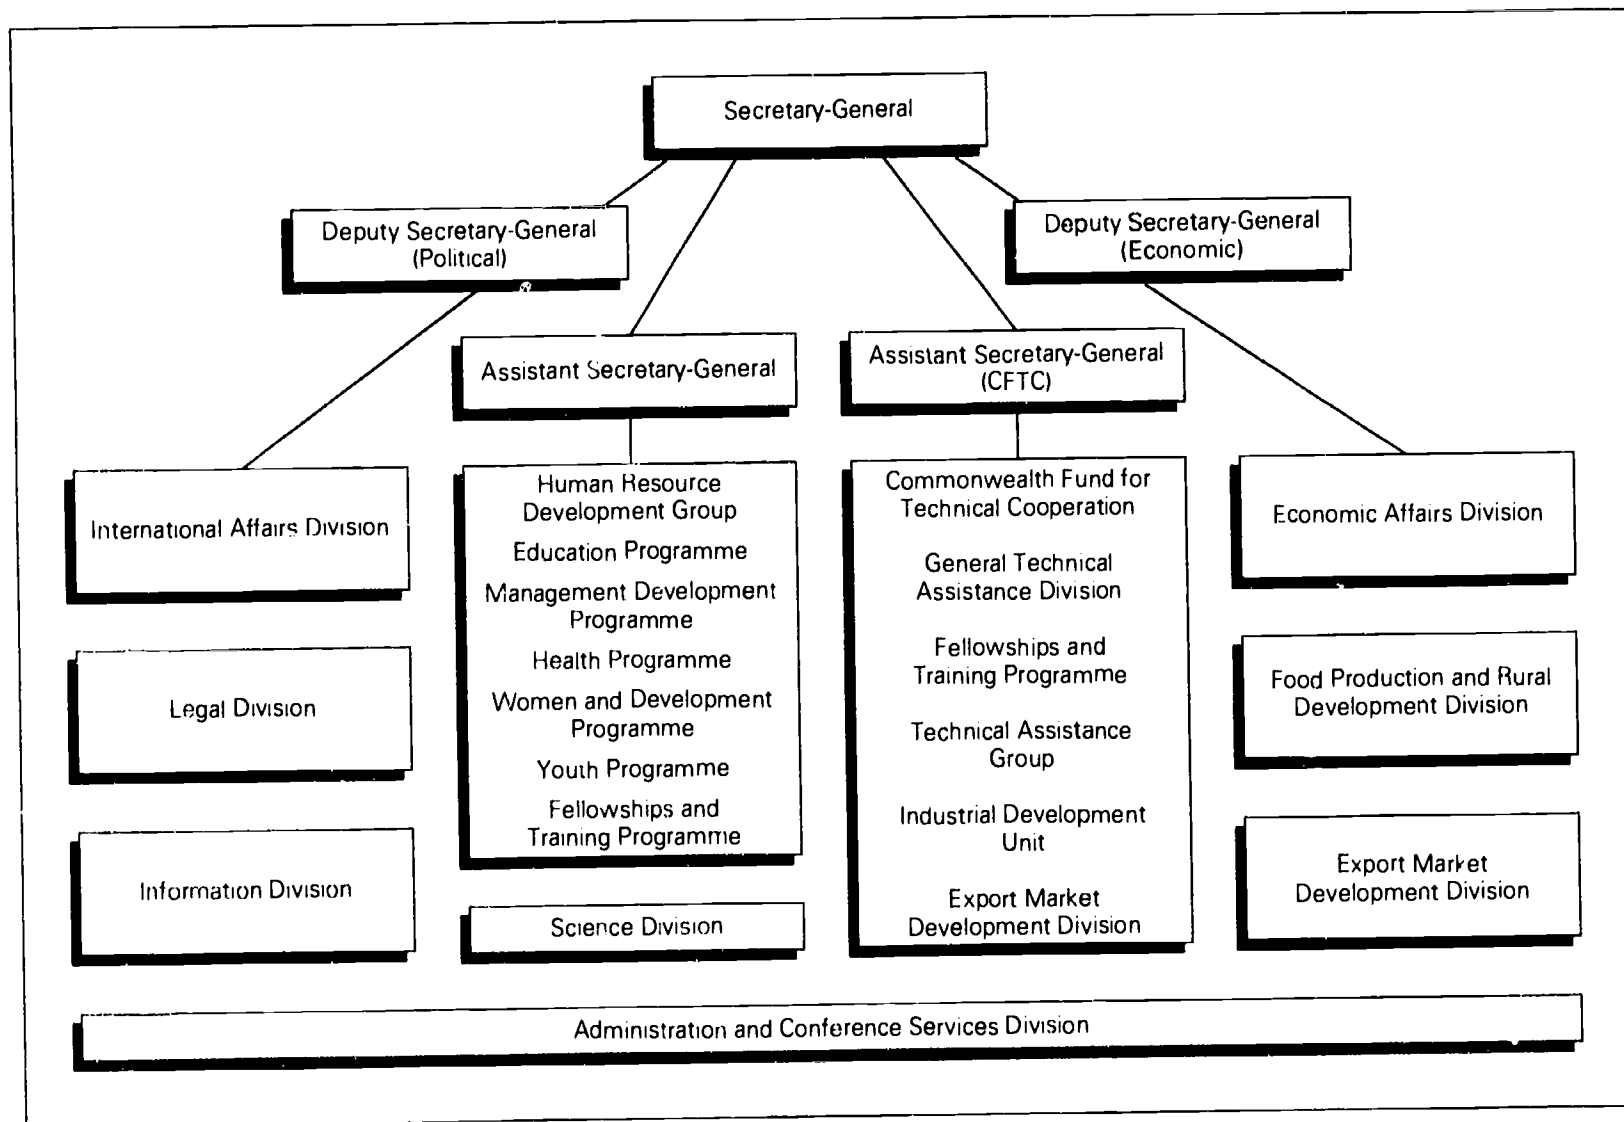 Secretary-General
Deputy Secretary-General
(Political)
Deputy Secretary-General
(Economic)
Assistant Secretary-General
Assistant Secretary-General
(CFTC)
International Affairs Division
Legal Division
Information Division
Human Resource
Development Group
Education Programme
Management Development
Programme
Health Programme
Women and Development
Programme
Youth Programme
Fellowships and
Training Programme
Science Division
Commonwealth Fund for
Technical Cooperation
General Technical
Assistance Division
Fellowships and
Training Programme
Technical Assistance
Group
Industrial Development
Unit
Export Market
Development Division
Economic Affairs Division
Food Production and Rural
Development Division
Export Market
Development Division
Administration and Conference Services Division